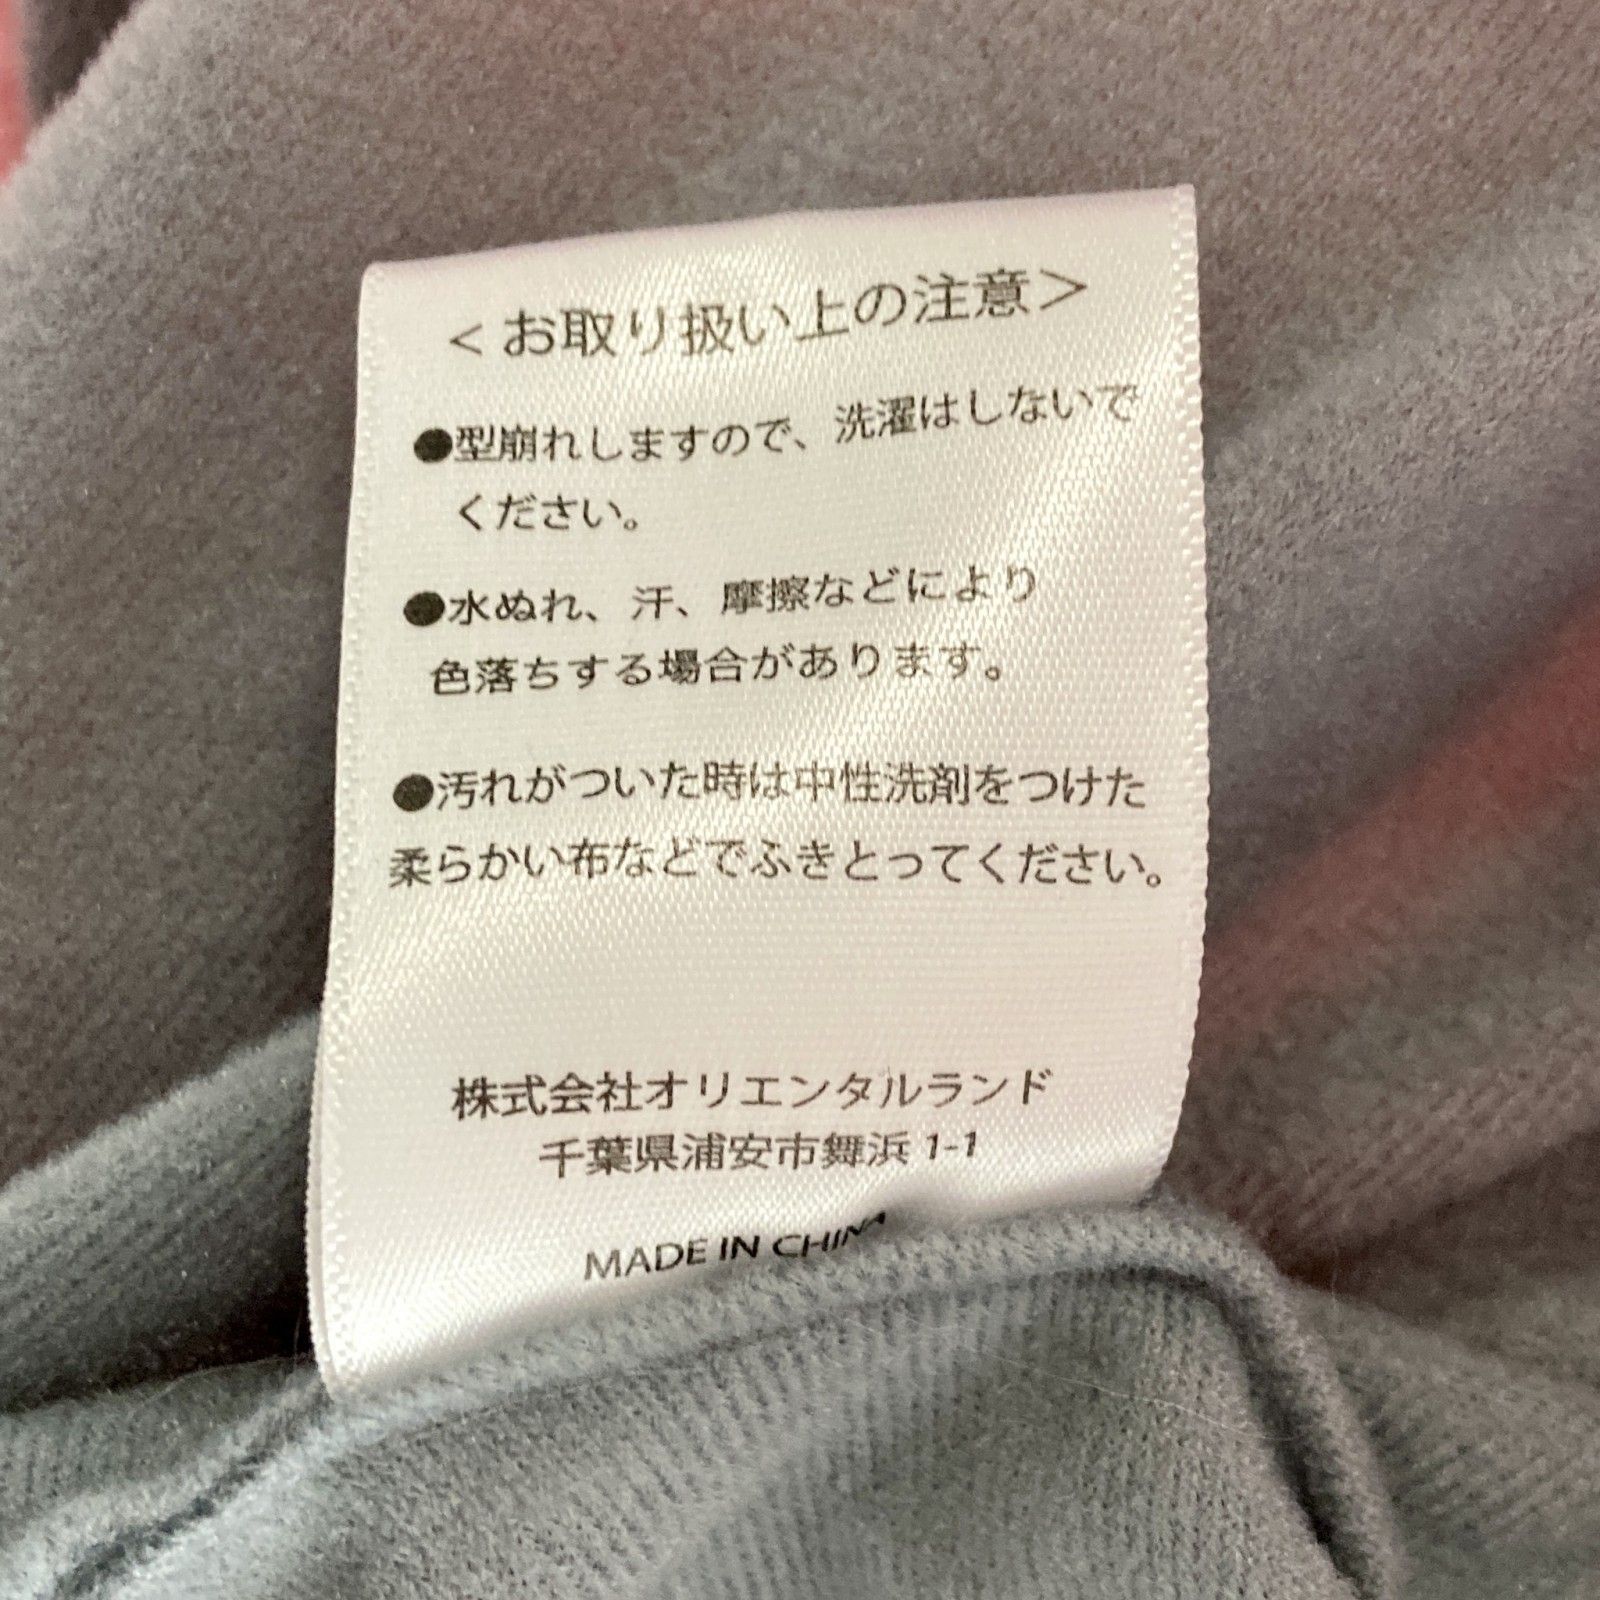 ＜お取り扱い上の注意＞
●型崩れしますので、洗濯はしないで
ください。
●水ぬれ、汗、摩擦などにより
色落ちする場合があります。
●汚れがついた時は中性洗剤をつけた
柔らかい布などでふきとってください。
株式会社オリエンタルランド
千葉県浦安市舞浜 1-1
MADE IN CHINA